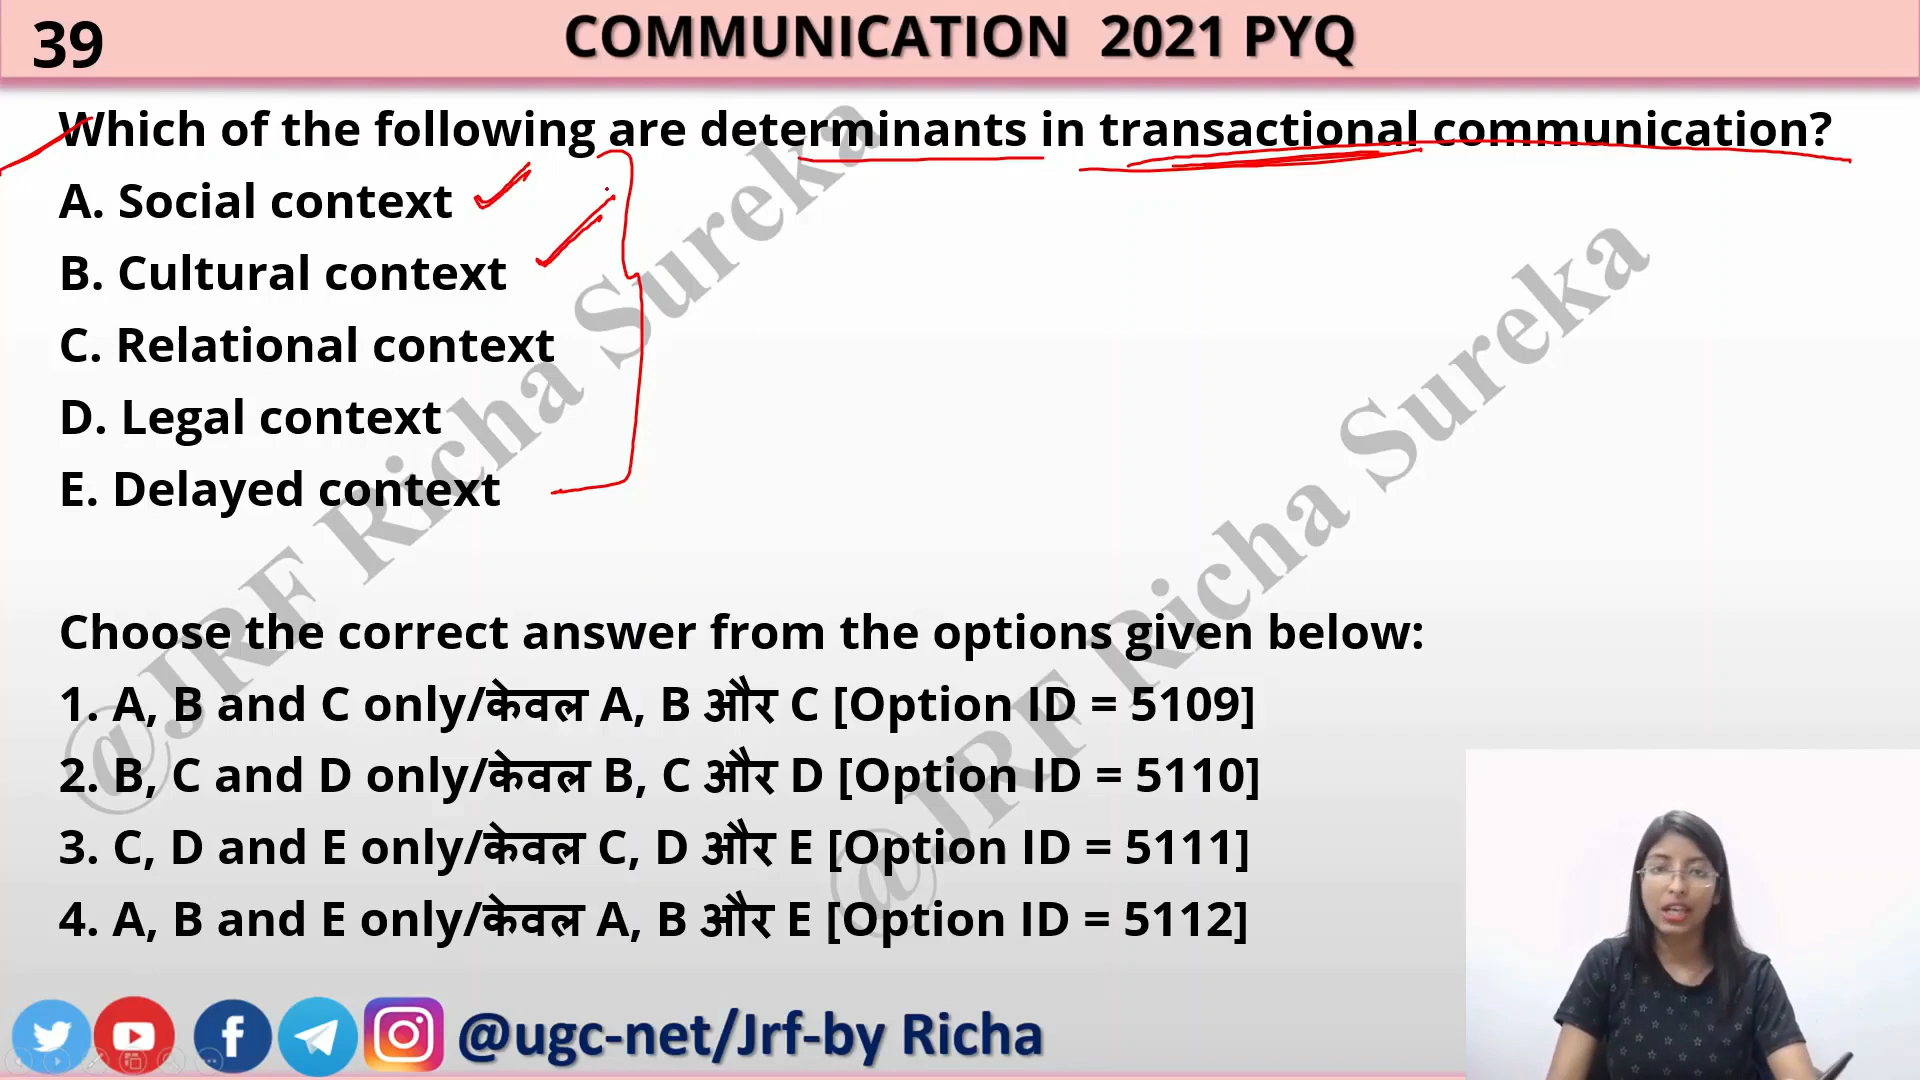 39
COMMUNICATION 2021 PYQ
Which of the following are determinants in transactional communication?
A. Social context
B. Cultural context
C. Relational context
D. Legal context
E. Delayed context
Choose the correct answer from the options given below:
1. A, B and C only/केवल A, B और C [Option ID = 5109]
2. B, C and D only/केवल B, C और D [Option ID = 5110]
3. C, D and E only/केवल C, D और E [Option ID = 5111]
4. A, B and E only/केवल A, B और E [Option ID = 5112]
@JRF Richa Sureka
@JRF Richa Sureka
@ugc-net/Jrf-by Richa